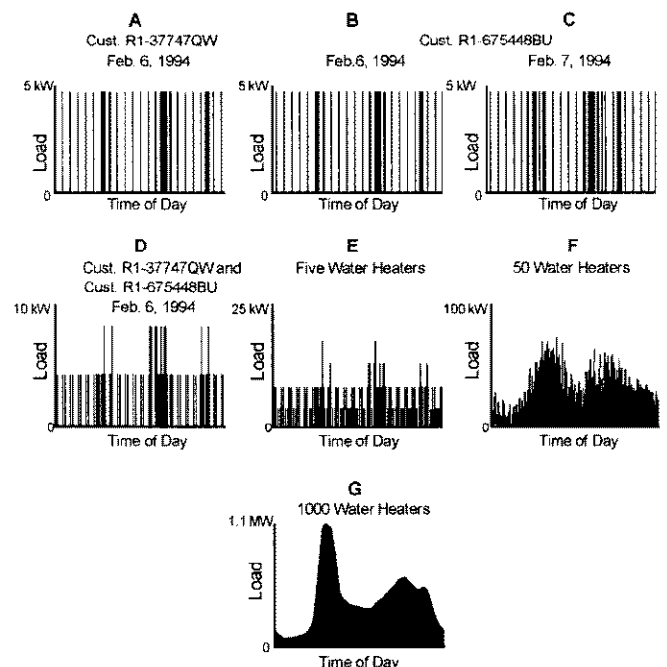 A
Cust. R1-37747QW
Feb. 6, 1994
5 kW
Load
0
Time of Day
B
C
Cust. R1-675448BU
Feb.6, 1994
Feb. 7, 1994
5 kW
Load
0
Time of Day
5 kW
Load
0
Time of Day
D
Cust. R1-37747QW and
Cust. R1-675448BU
Feb. 6, 1994
10 kW
Load
0
Time of Day
E
Five Water Heaters
25 kW
Load
0
Time of Day
F
50 Water Heaters
100 kW
Load
0
Time of Day
G
1000 Water Heaters
1.1 MW
Load
0
Time of Day